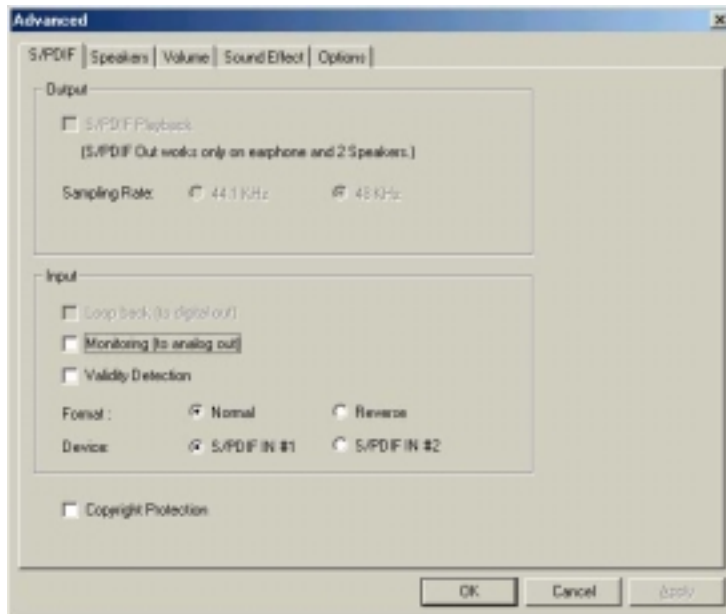 Advanced
S/PDIF Speakers Volume Sound Effect Options
Output
S/PDIF Playback
(S/PDIF Out works only on earphone and 2 Speakers.)
Sampling Rate: 44.1 KHz 48 KHz
Input
Loop back (to digital out)
Monitoring (to analog out)
Validity Detection
Format : Normal Reverse
Device: S/PDIF IN #1 S/PDIF IN #2
Copyright Protection
OK Cancel Apply